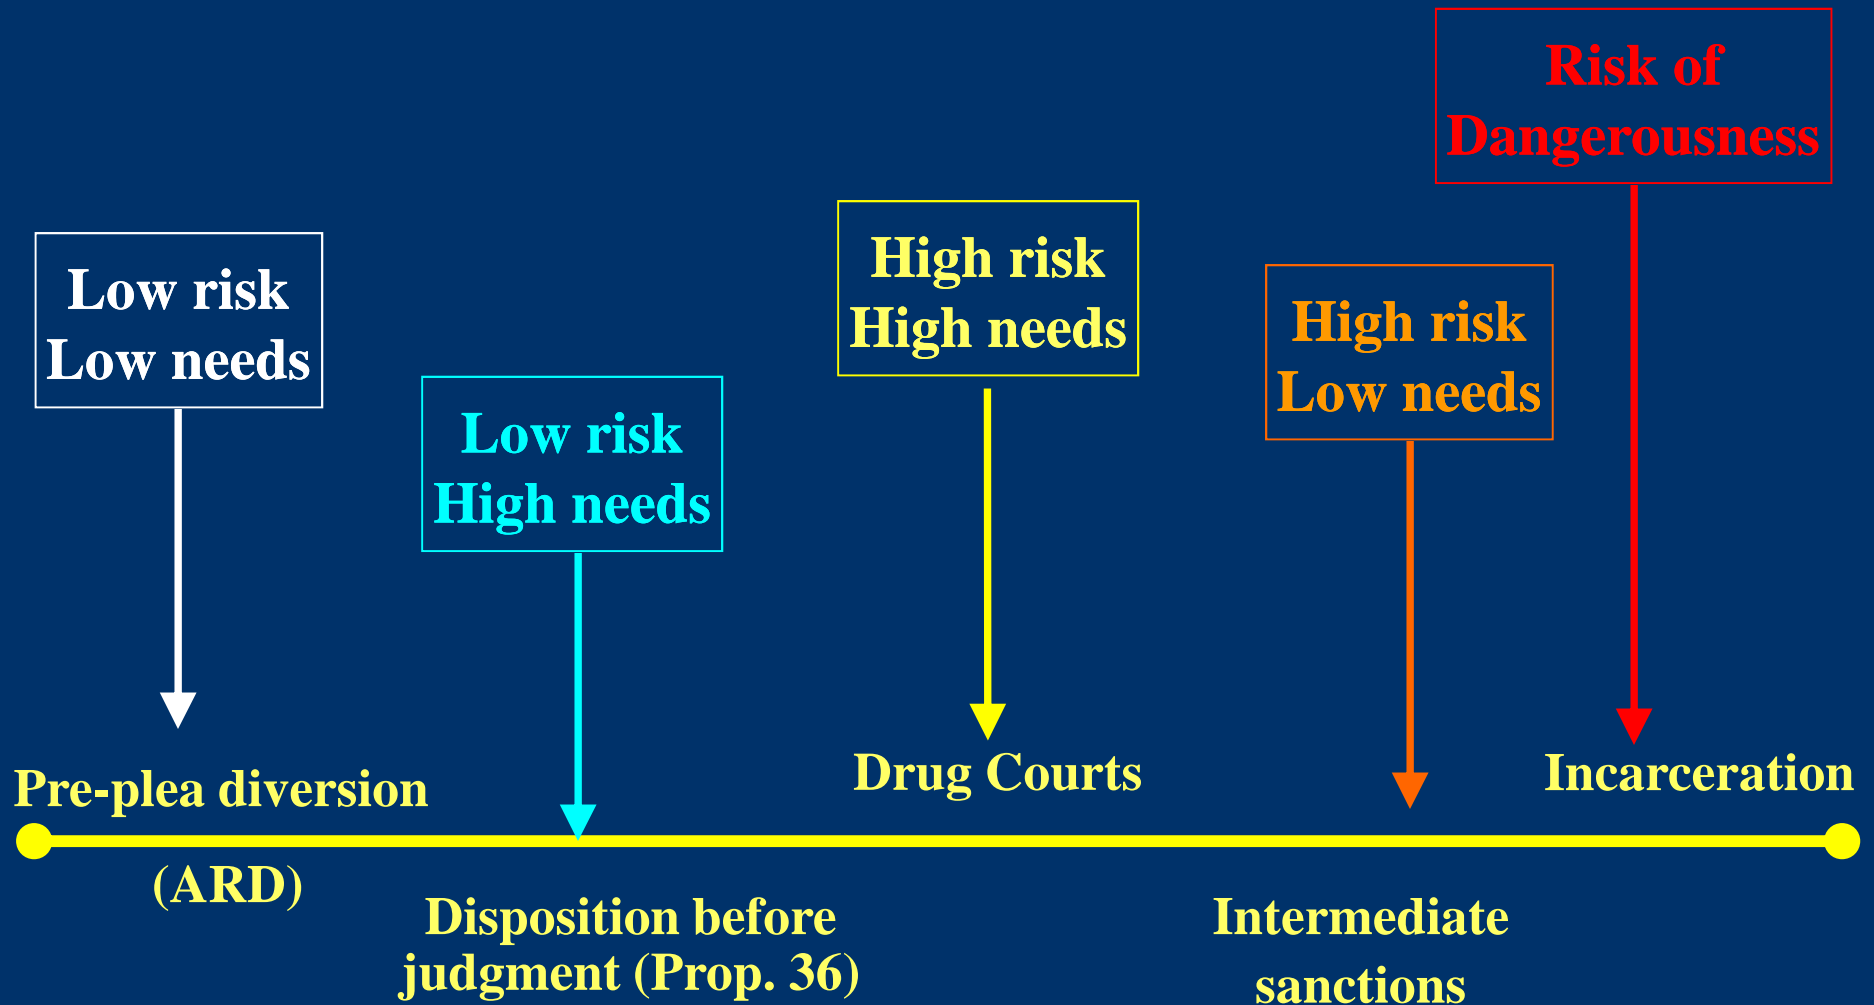 Risk of
Dangerousness
Low risk
Low needs
Low risk
High needs
High risk
High needs
High risk
Low needs
Pre-plea diversion
(ARD)
Disposition before
judgment (Prop. 36)
Drug Courts
Intermediate
sanctions
Incarceration